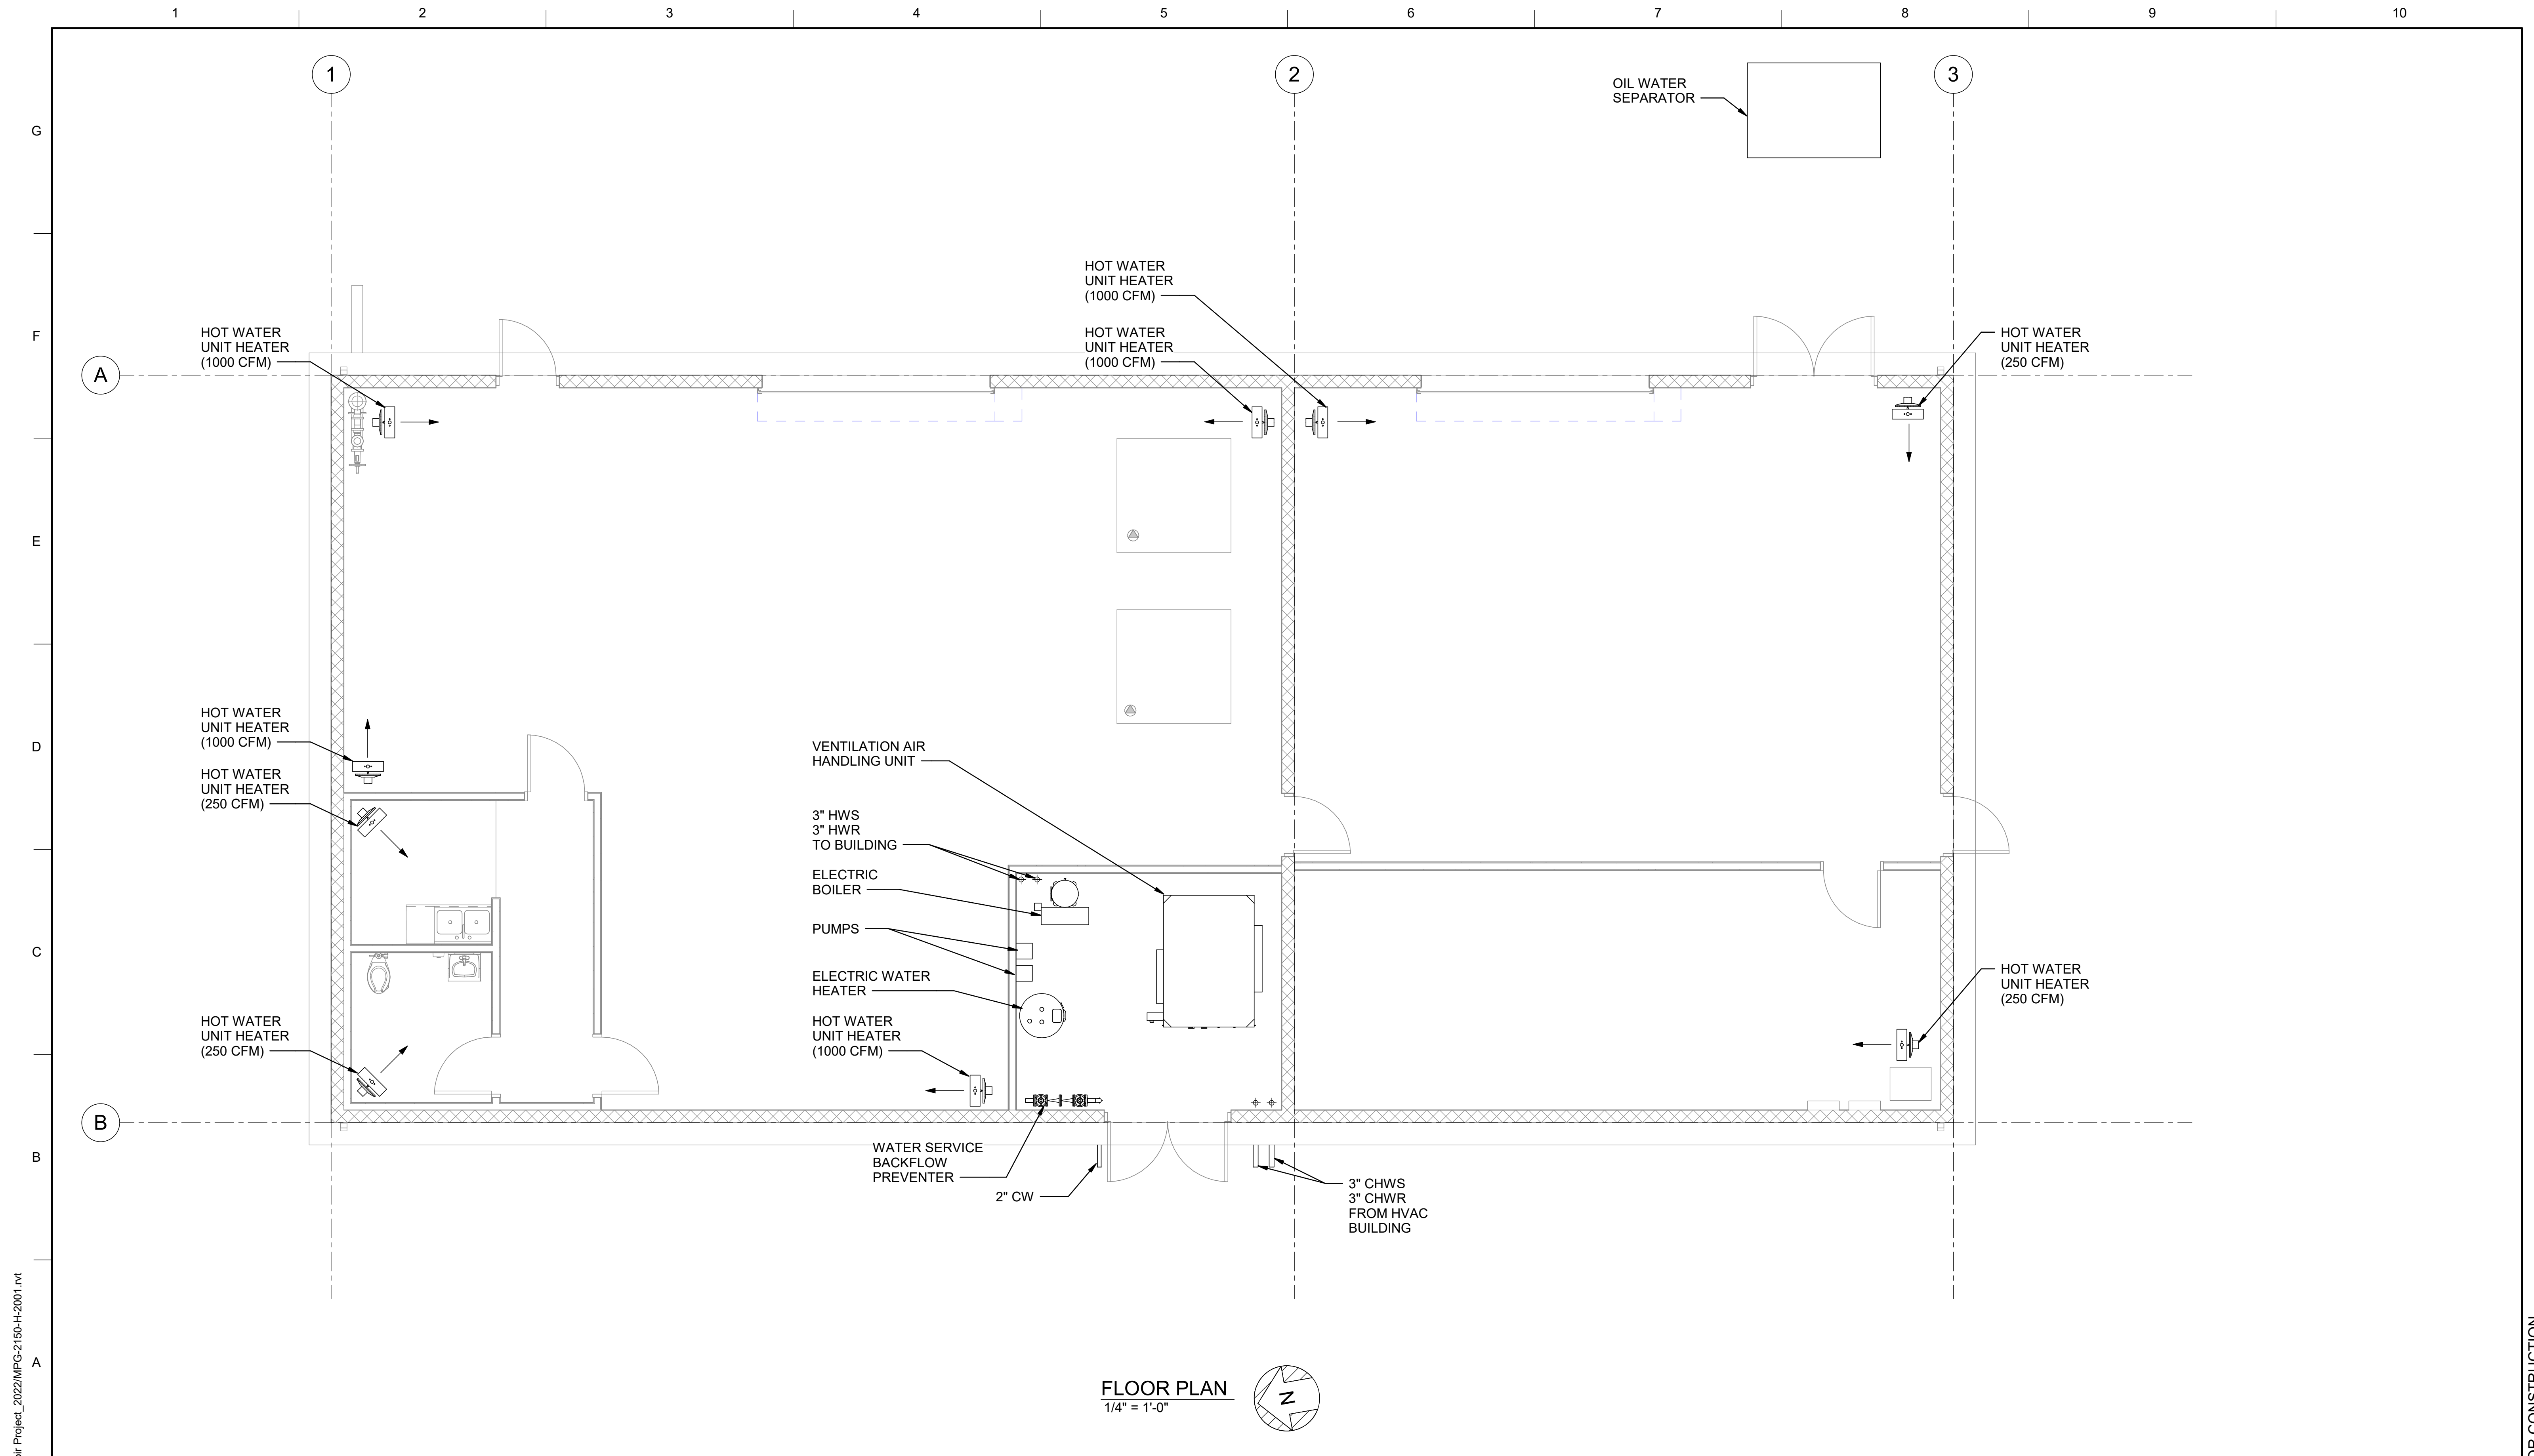 1 2 3 4 5 6 7 8 9 10
1 2 3
OIL WATER
SEPARATOR
G
HOT WATER
UNIT HEATER
(1000 CFM)
F
HOT WATER
UNIT HEATER
(1000 CFM)
HOT WATER
UNIT HEATER
(1000 CFM)
HOT WATER
UNIT HEATER
(250 CFM)
A
E
HOT WATER
UNIT HEATER
(1000 CFM)
D
HOT WATER
UNIT HEATER
(250 CFM)
VENTILATION AIR
HANDLING UNIT
3" HWS
3" HWR
TO BUILDING
ELECTRIC
BOILER
PUMPS
C
ELECTRIC WATER
HEATER
HOT WATER
UNIT HEATER
(250 CFM)
HOT WATER
UNIT HEATER
(250 CFM)
HOT WATER
UNIT HEATER
(1000 CFM)
B
B
WATER SERVICE
BACKFLOW
PREVENTER
2" CW
3" CHWS
3" CHWR
FROM HVAC
BUILDING
A
FLOOR PLAN
1/4" = 1'-0"
N
Project_2022/MPG-2150-H-2001.rvt
CONSTRUCTION